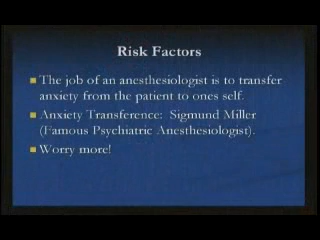 Risk Factors
The job of an anesthesiologist is to transfer
anxiety from the patient to ones self.
Anxiety Transference: Sigmund Miller
(Famous Psychiatric Anesthesiologist).
Worry more!